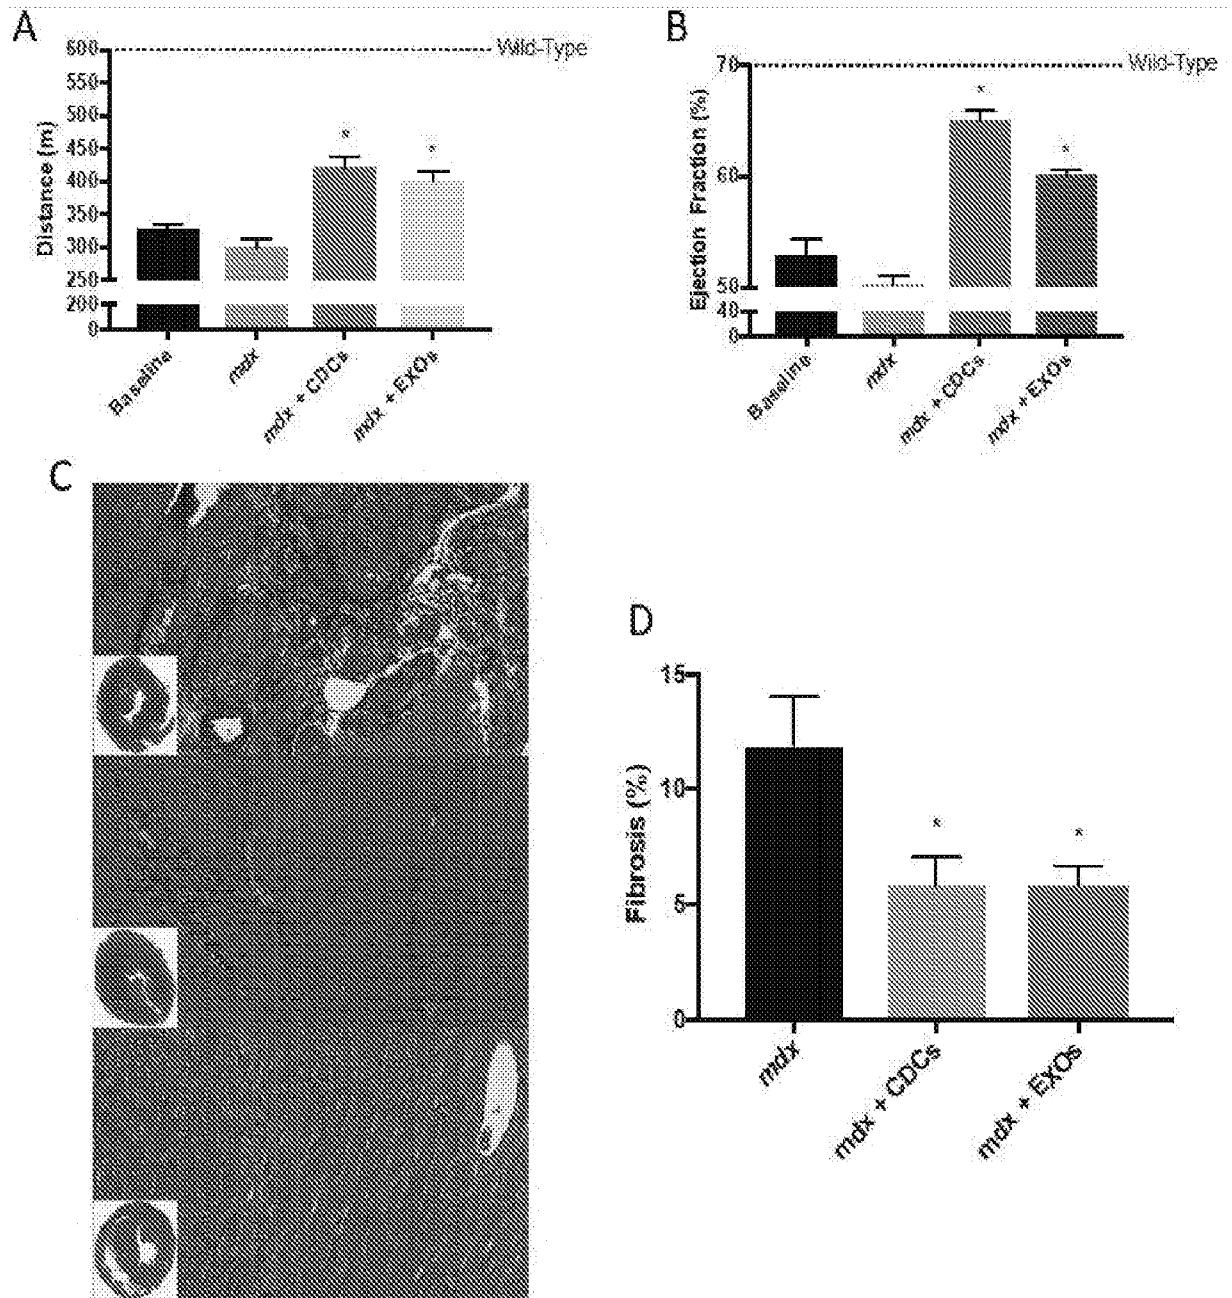 A
600
550
500
450
400
350
300
250
200
0
Distance (m)
Wild-Type
*
*
Baseline
mdx
mdx + CDCs
mdx + EXOs
B
70
60
50
40
0
Ejection Fraction (%)
Wild-Type
*
*
Baseline
mdx
mdx + CDCs
mdx + EXOs
C
D
15
10
5
0
Fibrosis (%)
*
*
mdx
mdx + CDCs
mdx + EXOs